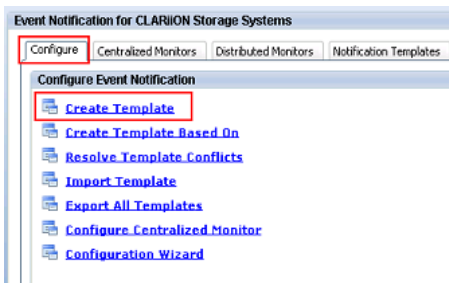 Event Notification for CLARiiON Storage Systems
Configure Centralized Monitors Distributed Monitors Notification Templates
Configure Event Notification
Create Template
Create Template Based On
Resolve Template Conflicts
Import Template
Export All Templates
Configure Centralized Monitor
Configuration Wizard